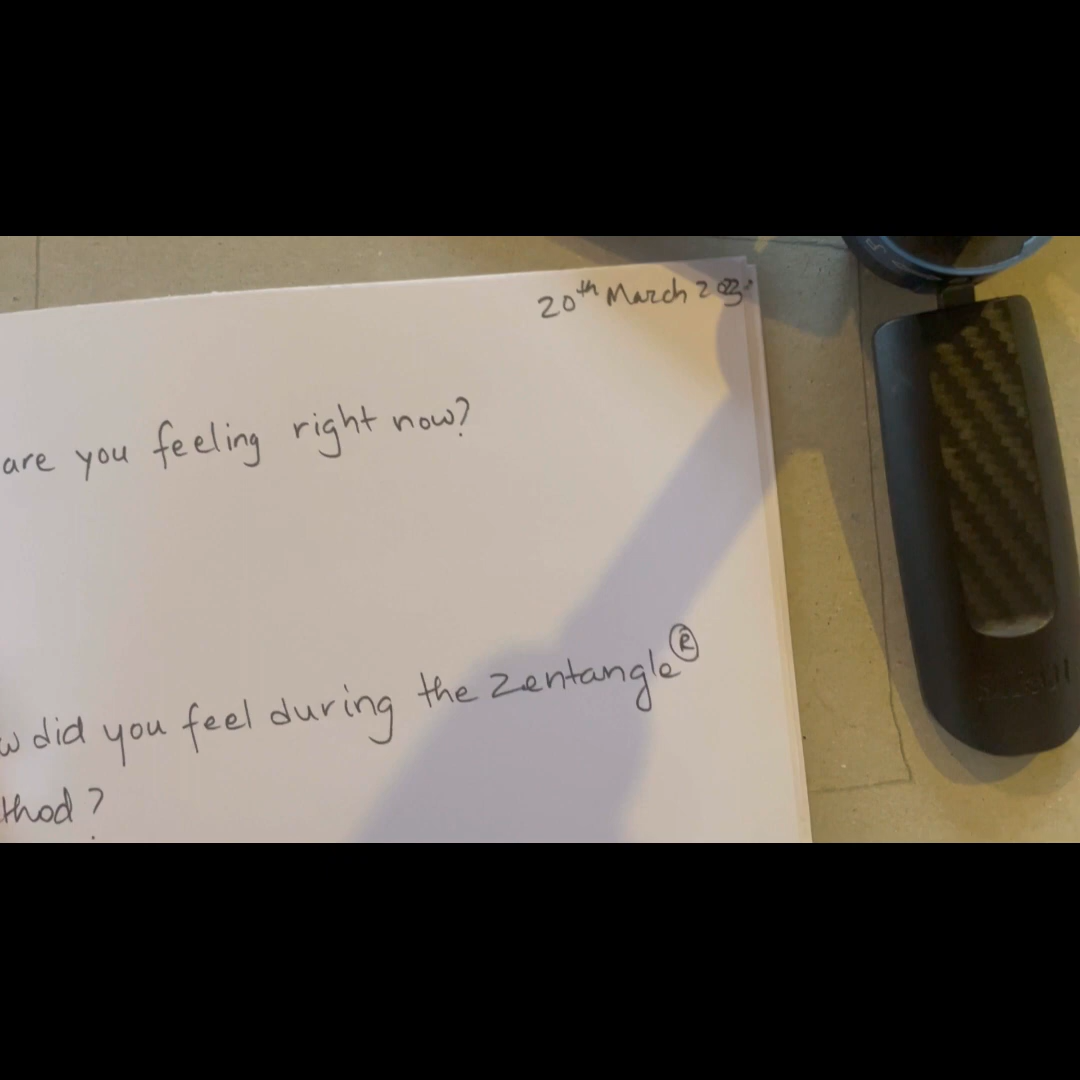 20th March
are you feeling right now?
did you feel during the Zentangle®
thod?